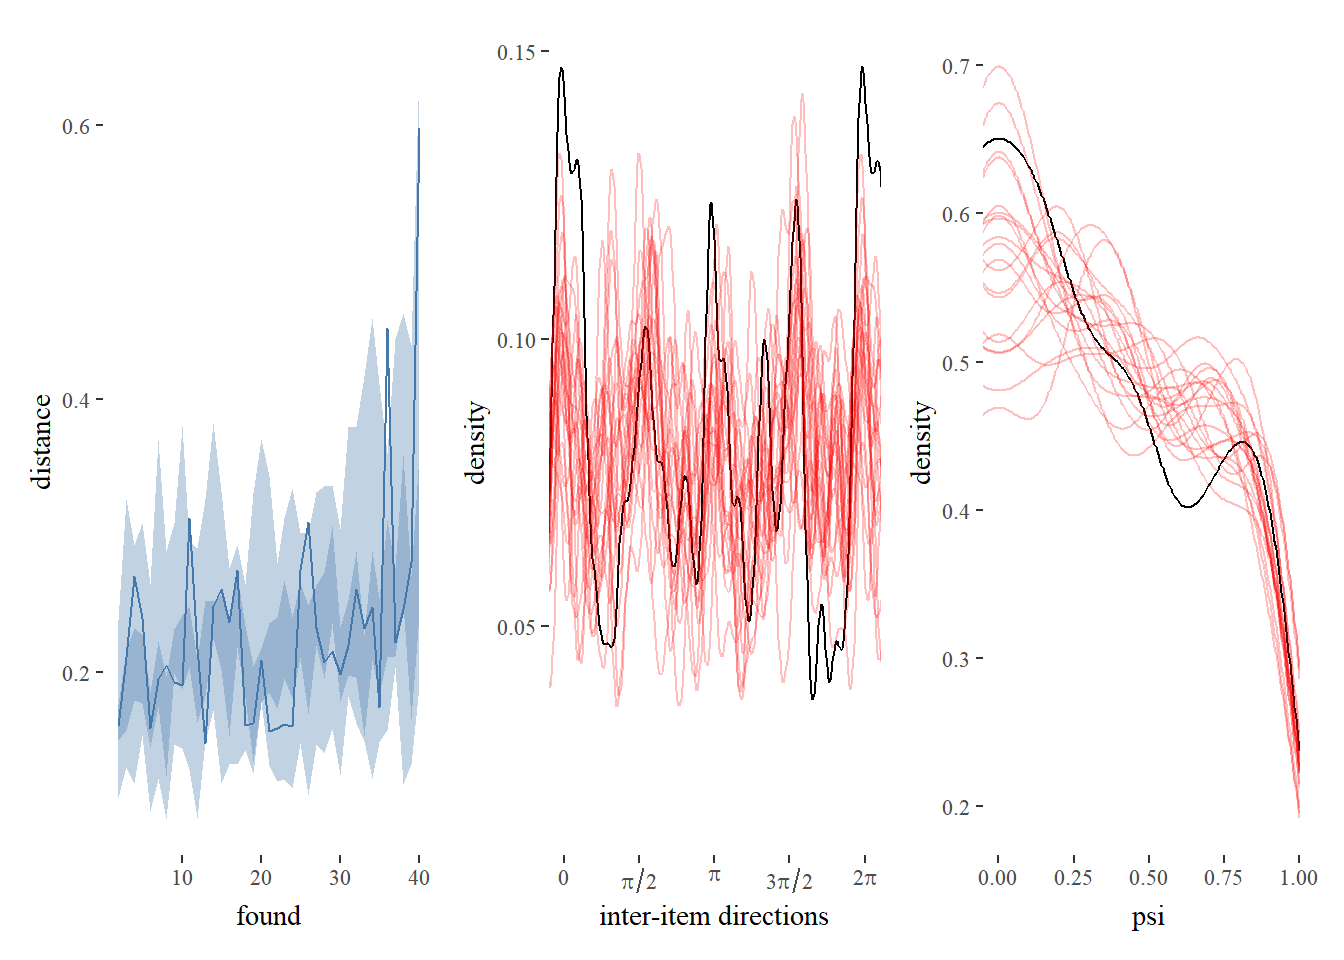 distance
0.6
0.4
0.2
10 20 30 40
found
density
0.15
0.10
0.05
0 π/2 π 3π/2 2π
inter-item directions
density
0.7
0.6
0.5
0.4
0.3
0.2
0.00 0.25 0.50 0.75 1.00
psi